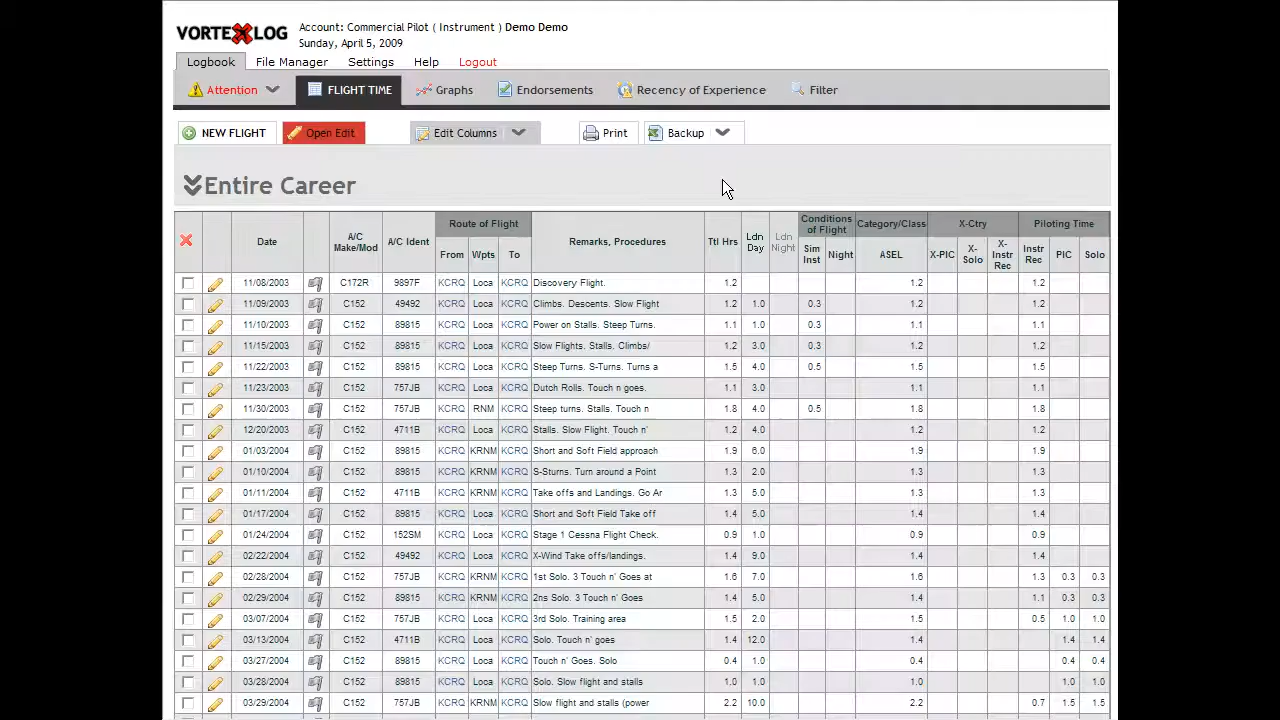 VORTEXLOG
Account: Commercial Pilot ( Instrument ) Demo Demo
Sunday, April 5, 2009
Logbook File Manager Settings Help Logout
Attention FLIGHT TIME Graphs Endorsements Recency of Experience Filter
NEW FLIGHT Open Edit Edit Columns Print Backup
Entire Career
Date A/C Make/Mod A/C Ident Route of Flight From Wpts To Remarks, Procedures Ttl Hrs Ldn Day Ldn Night Conditions of Flight Sim Inst Night Category/Class ASEL X-Ctry X-PIC X-Solo X-Instr Rec Piloting Time Instr Rec PIC Solo
11/08/2003 C172R 9897F KCRQ Loca KCRQ Discovery Flight. 1.2 1.2 1.2
11/09/2003 C152 49492 KCRQ Loca KCRQ Climbs. Descents. Slow Flight 1.2 1.0 0.3 1.2 1.2
11/10/2003 C152 89815 KCRQ Loca KCRQ Power on Stalls. Steep Turns. 1.1 1.0 0.3 1.1 1.1
11/15/2003 C152 89815 KCRQ Loca KCRQ Slow Flights. Stalls. Climbs/ 1.2 3.0 0.3 1.2 1.2
11/22/2003 C152 89815 KCRQ Loca KCRQ Steep Turns. S-Turns. Turns a 1.5 4.0 0.5 1.5 1.5
11/23/2003 C152 757JB KCRQ Loca KCRQ Dutch Rolls. Touch n goes. 1.1 3.0 1.1 1.1
11/30/2003 C152 757JB KCRQ RNM KCRQ Steep turns. Stalls. Touch n 1.8 4.0 0.5 1.8 1.8
12/20/2003 C152 4711B KCRQ Loca KCRQ Stalls. Slow Flight. Touch n' 1.2 4.0 1.2 1.2
01/03/2004 C152 89815 KCRQ KRNM KCRQ Short and Soft Field approach 1.9 6.0 1.9 1.9
01/10/2004 C152 89815 KCRQ KRNM KCRQ S-Sturns. Turn around a Point 1.3 2.0 1.3 1.3
01/11/2004 C152 4711B KCRQ KRNM KCRQ Take offs and Landings. Go Ar 1.3 5.0 1.3 1.3
01/17/2004 C152 89815 KCRQ Loca KCRQ Short and Soft Field Take off 1.4 5.0 1.4 1.4
01/24/2004 C152 152SM KCRQ Loca KCRQ Stage 1 Cessna Flight Check. 0.9 1.0 0.9 0.9
02/22/2004 C152 49492 KCRQ Loca KCRQ X-Wind Take offs/landings. 1.4 9.0 1.4 1.4
02/28/2004 C152 757JB KCRQ KRNM KCRQ 1st Solo. 3 Touch n' Goes at 1.6 7.0 1.6 1.3 0.3 0.3
02/29/2004 C152 89815 KCRQ KRNM KCRQ 2ns Solo. 3 Touch n' Goes 1.4 5.0 1.4 1.1 0.3 0.3
03/07/2004 C152 757JB KCRQ Loca KCRQ 3rd Solo. Training area 1.5 2.0 1.5 0.5 1.0 1.0
03/13/2004 C152 4711B KCRQ Loca KCRQ Solo. Touch n' goes 1.4 12.0 1.4 1.4 1.4
03/27/2004 C152 89815 KCRQ Loca KCRQ Touch n' Goes. Solo 0.4 1.0 0.4 0.4 0.4
03/28/2004 C152 89815 KCRQ Loca KCRQ Solo. Slow flight and stalls 1.0 1.0 1.0 1.0 1.0
03/29/2004 C152 757JB KCRQ KRNM KCRQ Slow flight and stalls (power 2.2 10.0 2.2 0.7 1.5 1.5